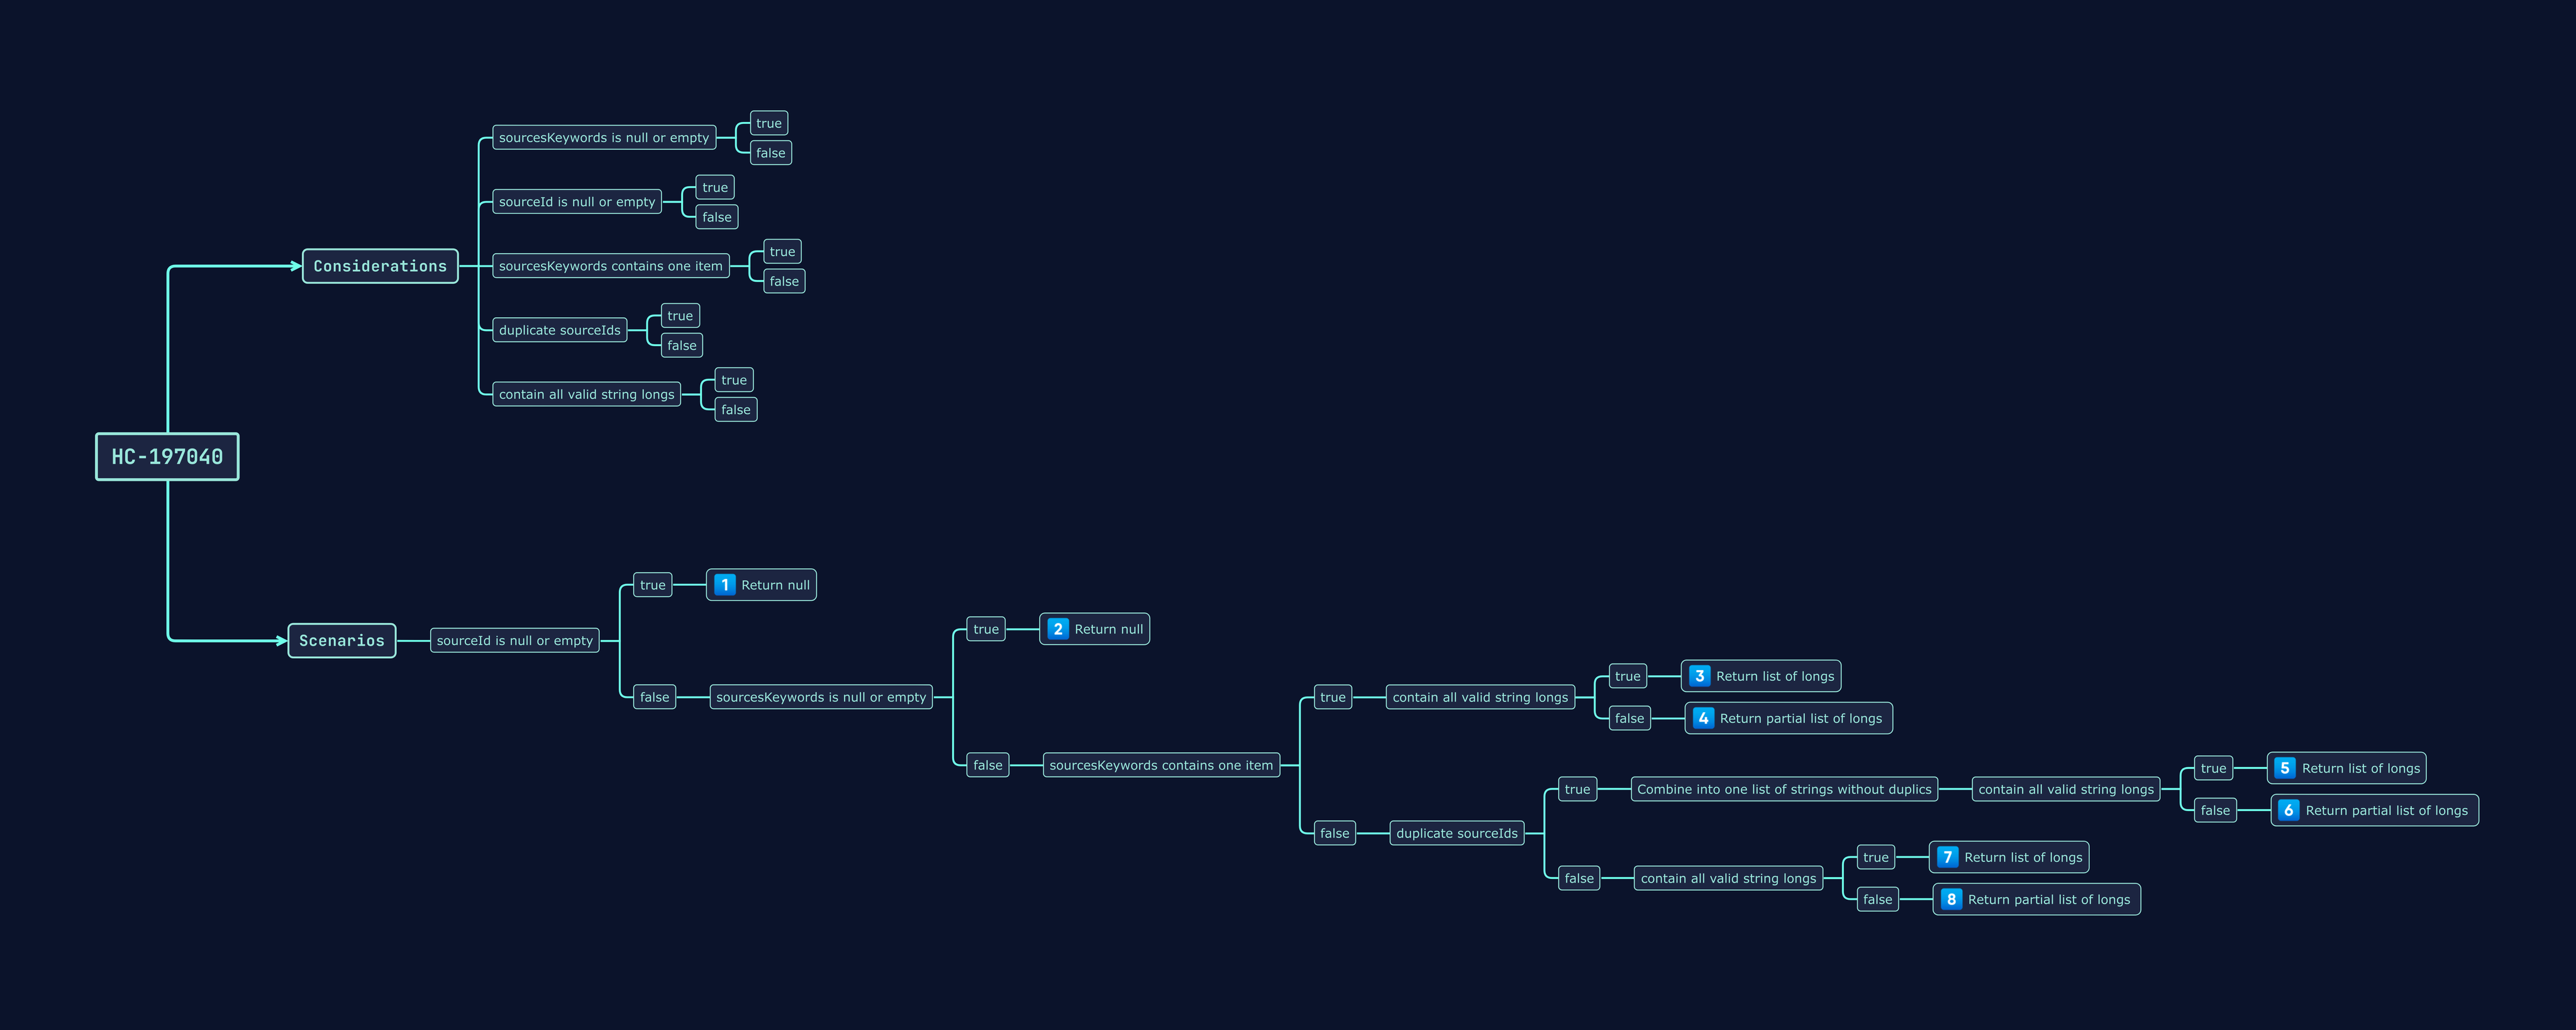 HC-197040
Considerations
sourcesKeywords is null or empty
true
false
sourceId is null or empty
true
false
sourcesKeywords contains one item
true
false
duplicate sourceIds
true
false
contain all valid string longs
true
false
Scenarios
sourceId is null or empty
true
1 Return null
false
sourcesKeywords is null or empty
true
2 Return null
false
sourcesKeywords contains one item
true
contain all valid string longs
true
3 Return list of longs
false
4 Return partial list of longs
false
duplicate sourceIds
true
Combine into one list of strings without duplics
contain all valid string longs
true
5 Return list of longs
false
6 Return partial list of longs
false
contain all valid string longs
true
7 Return list of longs
false
8 Return partial list of longs